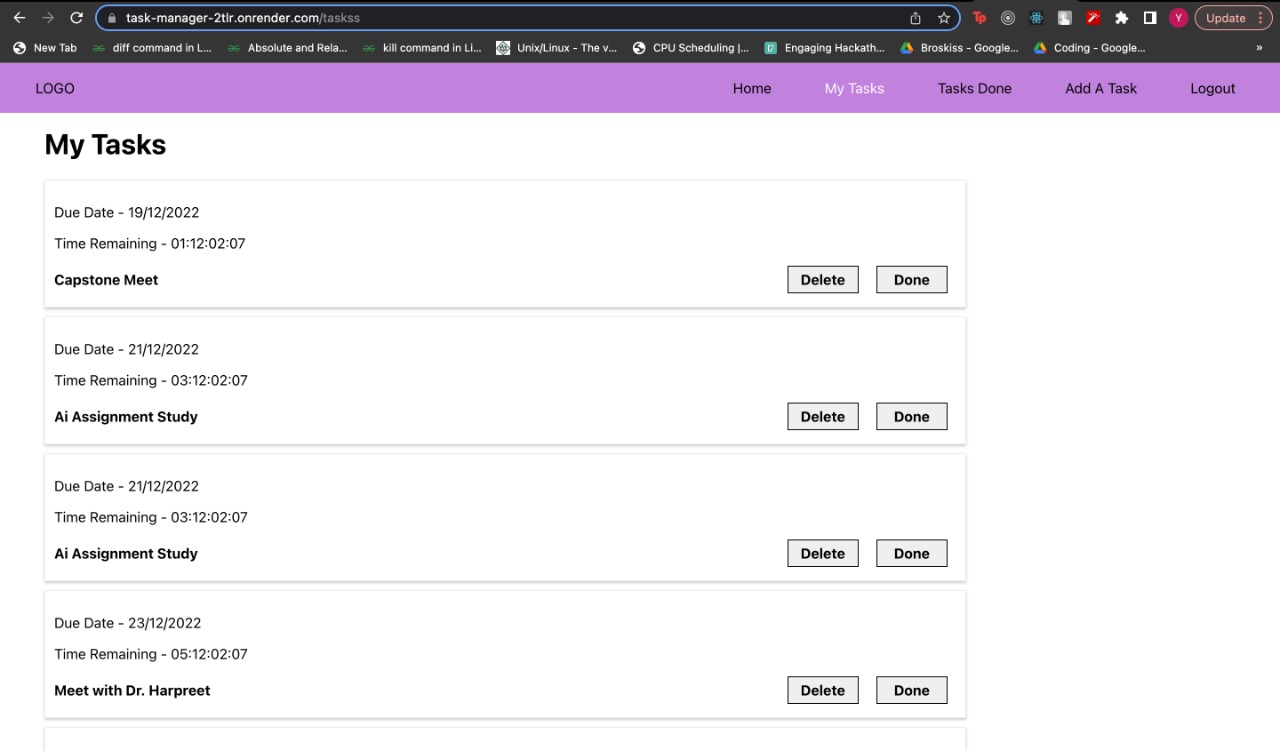 task-manager-2tlr.onrender.com/taskss
Tp
Y
Update
New Tab
diff command in L...
Absolute and Rela...
kill command in Li...
Unix/Linux - The v...
CPU Scheduling |...
Engaging Hackath...
Broskiss - Google...
Coding - Google...
»
LOGO
Home
My Tasks
Tasks Done
Add A Task
Logout
My Tasks
Due Date - 19/12/2022
Time Remaining - 01:12:02:07
Capstone Meet
Delete
Done
Due Date - 21/12/2022
Time Remaining - 03:12:02:07
Ai Assignment Study
Delete
Done
Due Date - 21/12/2022
Time Remaining - 03:12:02:07
Ai Assignment Study
Delete
Done
Due Date - 23/12/2022
Time Remaining - 05:12:02:07
Meet with Dr. Harpreet
Delete
Done